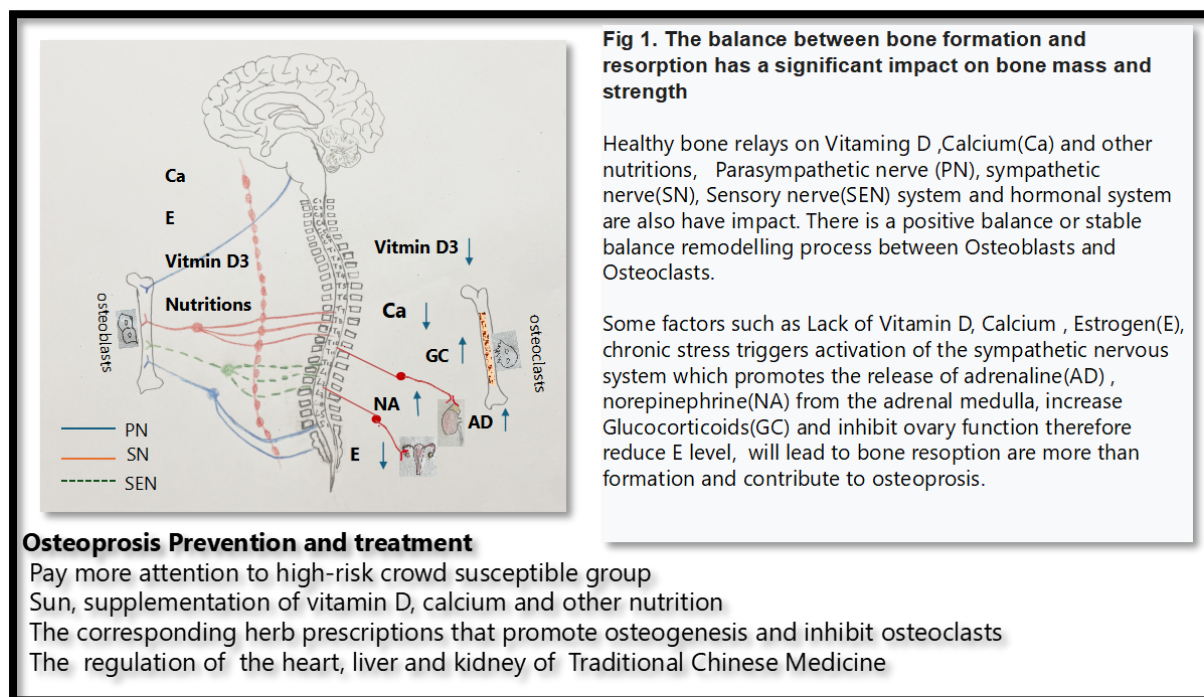 Ca
E
Vitmin D3
Nutritions
osteoblasts
PN
SN
SEN
Vitmin D3
Ca
GC
NA
AD
E
osteoclasts
Fig 1. The balance between bone formation and
resorption has a significant impact on bone mass and
strength
Healthy bone relays on Vitaming D ,Calcium(Ca) and other
nutritions, Parasympathetic nerve (PN), sympathetic
nerve(SN), Sensory nerve(SEN) system and hormonal system
are also have impact. There is a positive balance or stable
balance remodelling process between Osteoblasts and
Osteoclasts.
Some factors such as Lack of Vitamin D, Calcium , Estrogen(E),
chronic stress triggers activation of the sympathetic nervous
system which promotes the release of adrenaline(AD) ,
norepinephrine(NA) from the adrenal medulla, increase
Glucocorticoids(GC) and inhibit ovary function therefore
reduce E level, will lead to bone resoption are more than
formation and contribute to osteoprosis.
Osteoprosis Prevention and treatment
Pay more attention to high-risk crowd susceptible group
Sun, supplementation of vitamin D, calcium and other nutrition
The corresponding herb prescriptions that promote osteogenesis and inhibit osteoclasts
The regulation of the heart, liver and kidney of Traditional Chinese Medicine